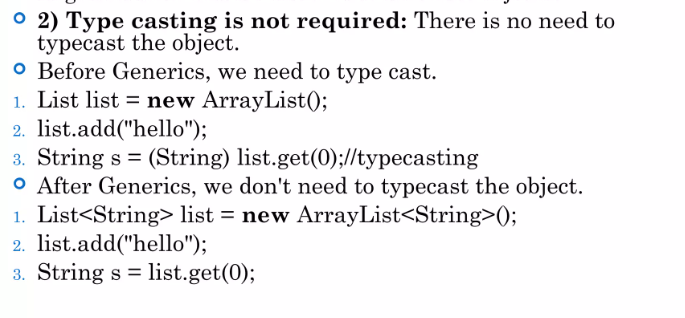 2) Type casting is not required: There is no need to
typecast the object.
Before Generics, we need to type cast.
1. List list = new ArrayList();
2. list.add("hello");
3. String s = (String) list.get(0);//typecasting
After Generics, we don't need to typecast the object.
1. List<String> list = new ArrayList<String>();
2. list.add("hello");
3. String s = list.get(0);